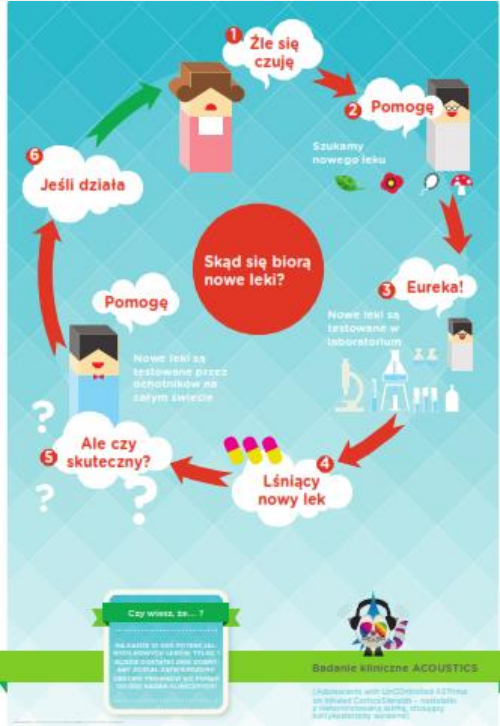 1
Źle się
czuję
2
Pomogę
Szukamy
nowego leku
3
Eureka!
Nowe leki są
testowane w
laboratorium
4
Lśniący
nowy lek
5
Ale czy
skuteczny?
?
?
?
Pomogę
Nowe leki są
testowane przez
ochotników na
całym świecie
6
Jeśli działa
Skąd się biorą
nowe leki?
Czy wiesz, że... ?
Badanie kliniczne ACOUSTICS